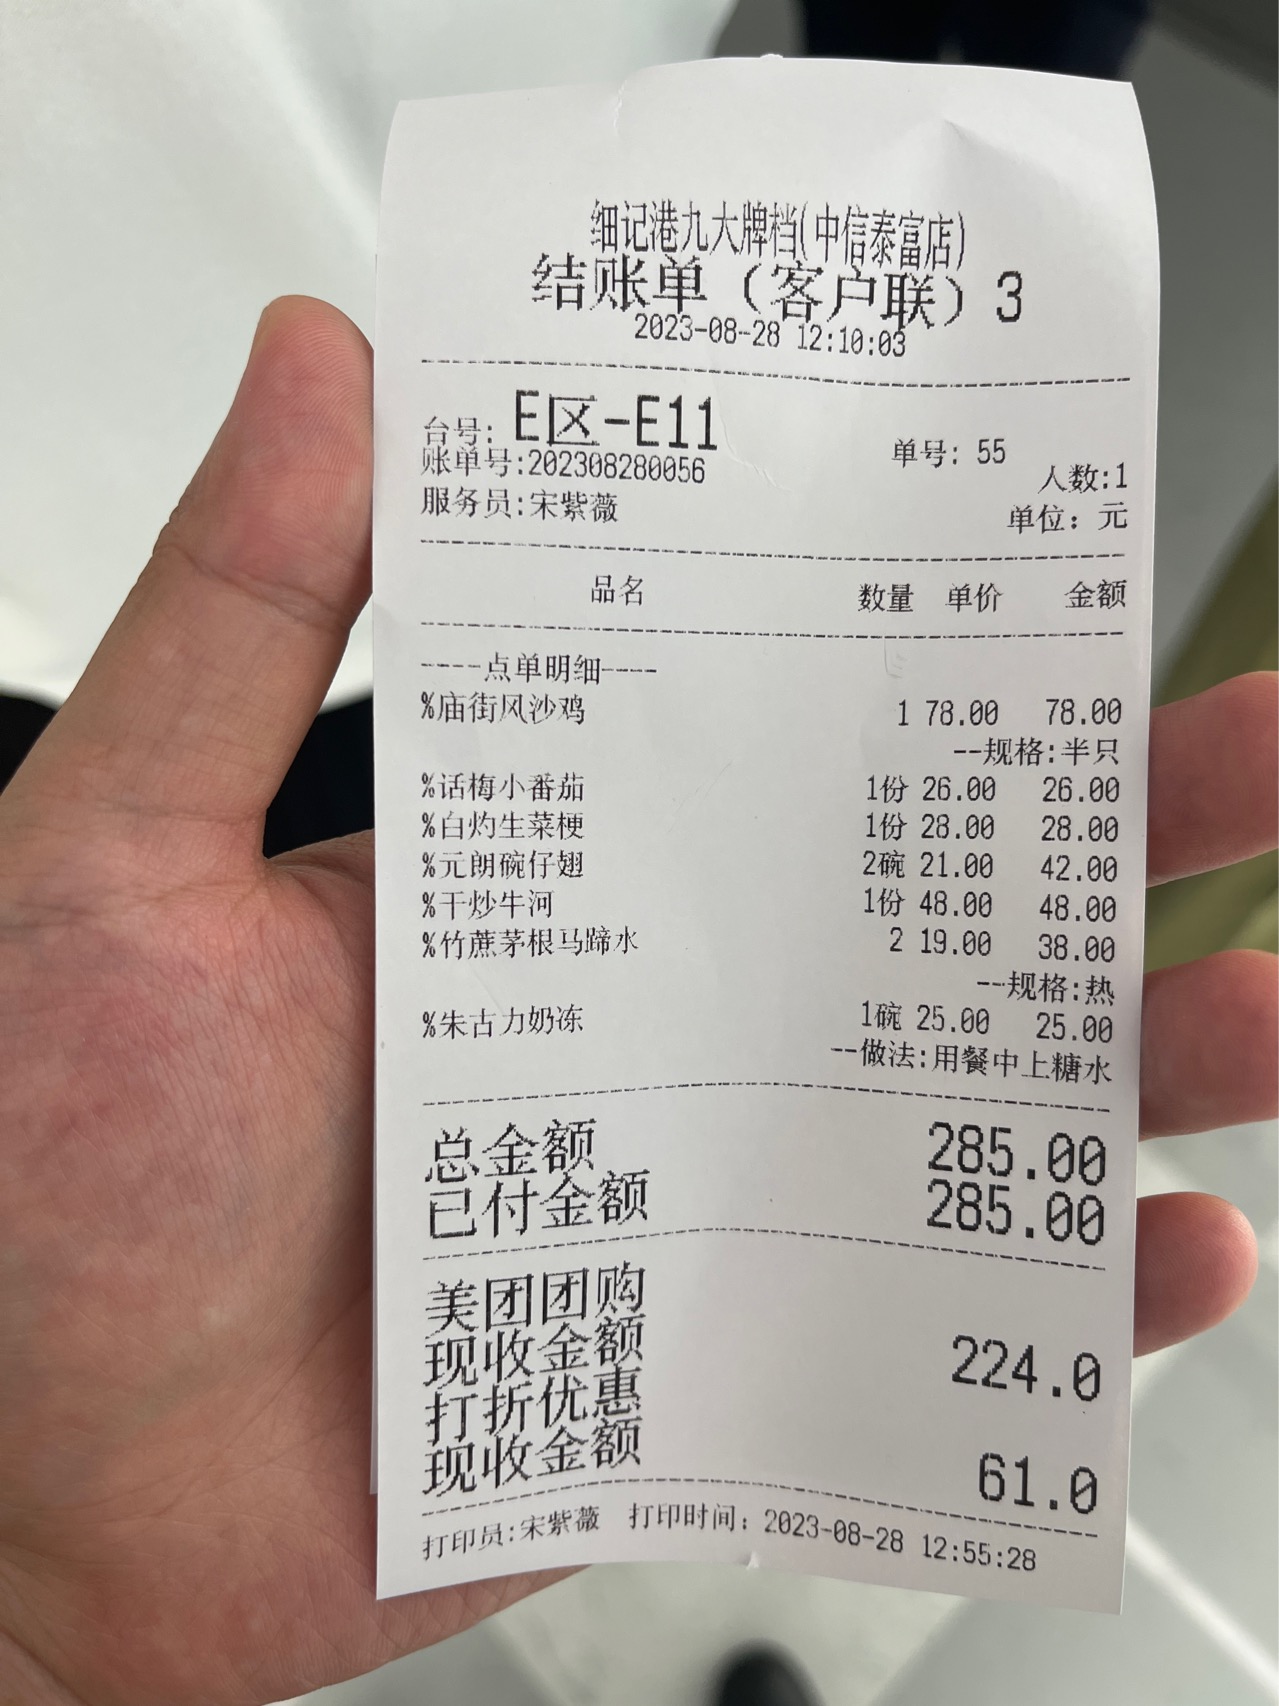 细记港九大牌档(中信泰富店)
结账单（客户联）3
2023-08-28 12:10:03
台号: E区-E11 单号: 55
账单号:202308280056 人数:1
服务员:宋紫薇 单位: 元
品名 数量 单价 金额
----点单明细----
%庙街风沙鸡 1 78.00 78.00
--规格:半只
%话梅小番茄 1份 26.00 26.00
%白灼生菜梗 1份 28.00 28.00
%元朗碗仔翅 2碗 21.00 42.00
%干炒牛河 1份 48.00 48.00
%竹蔗茅根马蹄水 2 19.00 38.00
--规格:热
%朱古力奶冻 1碗 25.00 25.00
--做法:用餐中上糖水
总金额 285.00
已付金额 285.00
美团团购
现收金额 224.0
打折优惠
现收金额 61.0
打印员:宋紫薇 打印时间: 2023-08-28 12:55:28